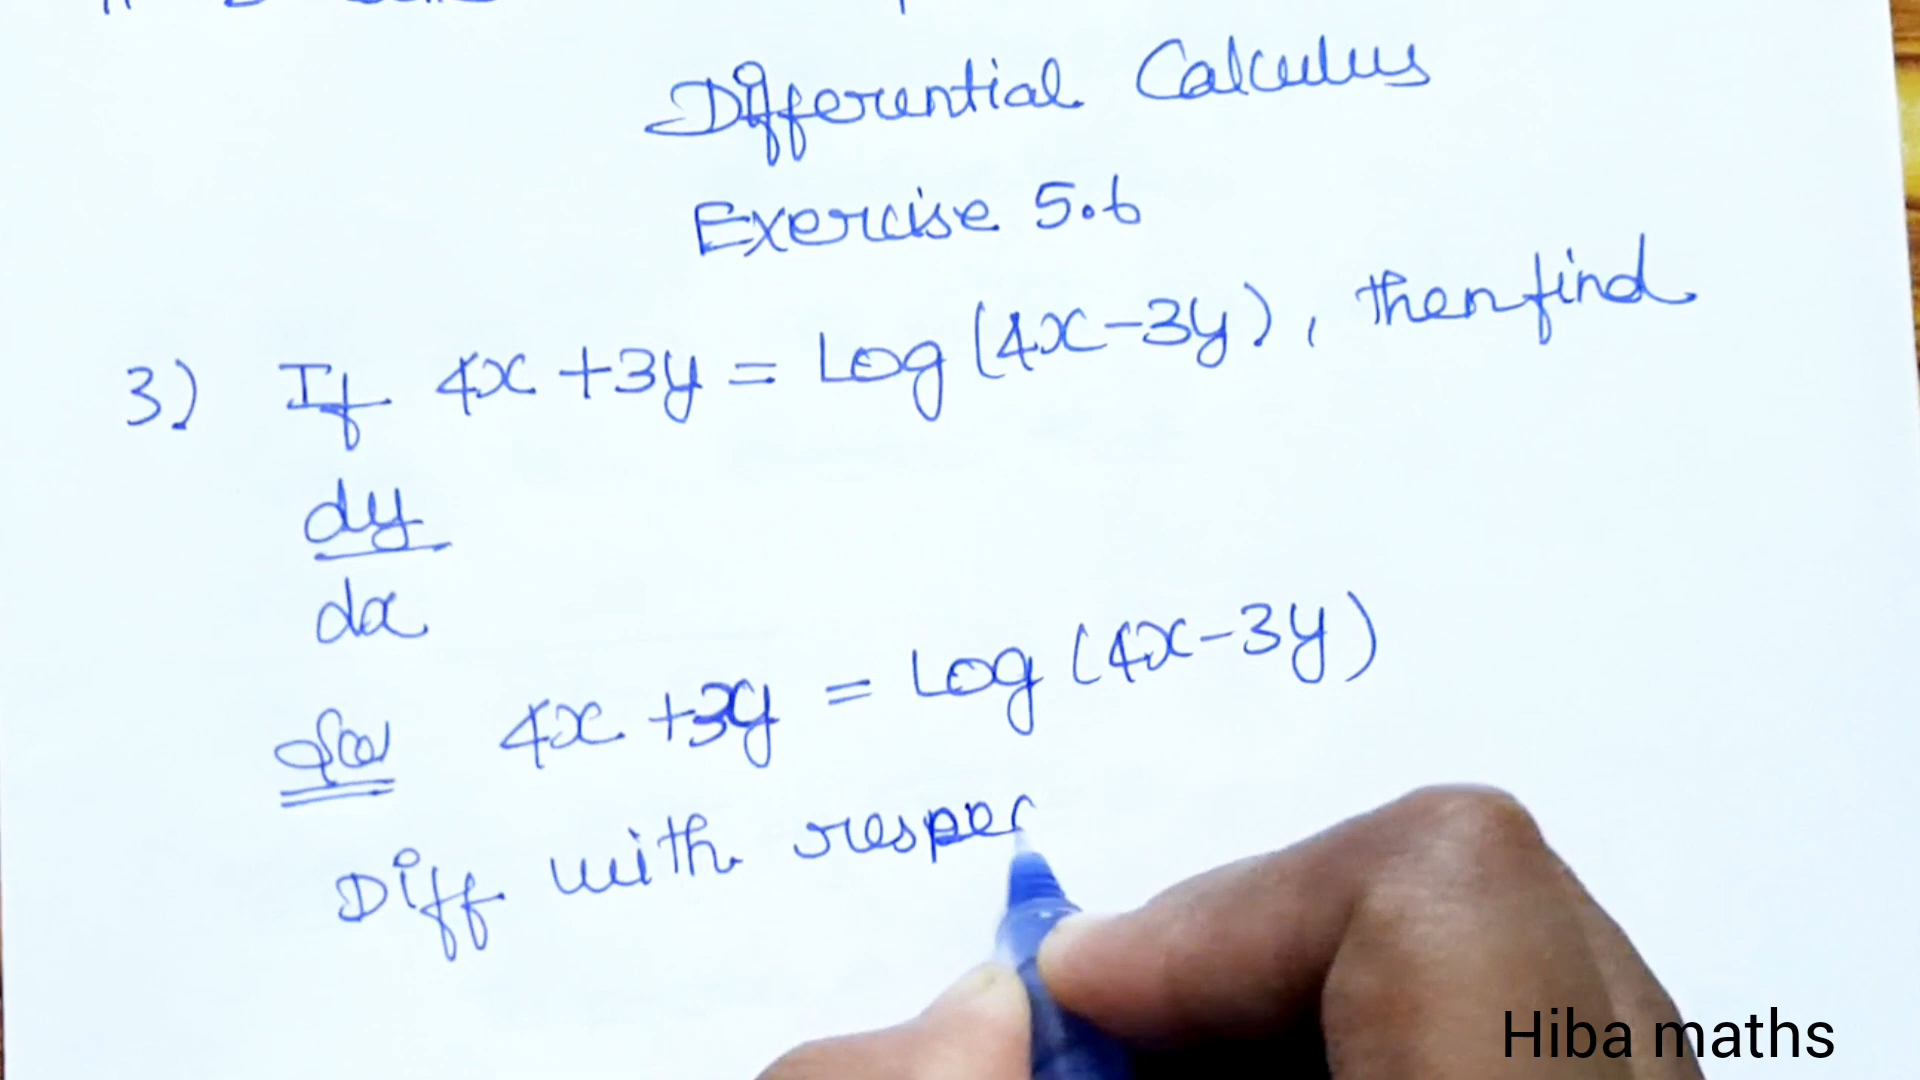 Differential Calculus
Exercise 5.6
3) If 4x + 3y = Log (4x-3y), then find
dy
dx
Sol 4x + 3y = Log (4x-3y)
Diff with respec
Hiba maths